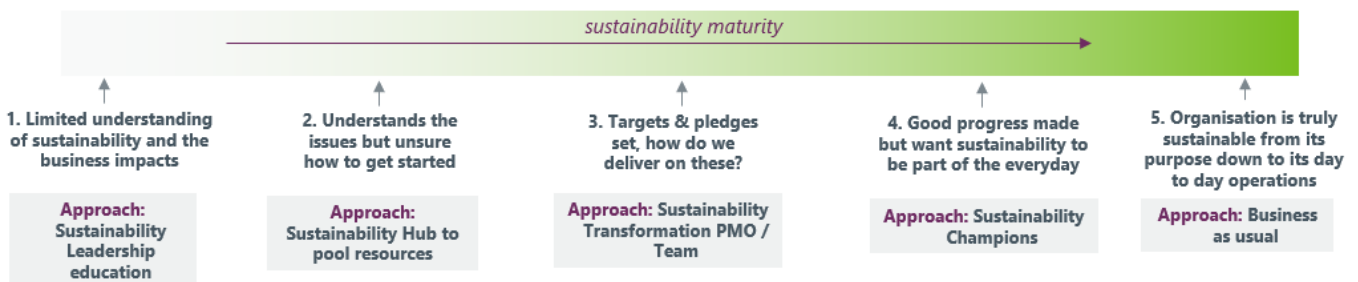 sustainability maturity
1. Limited understanding
of sustainability and the
business impacts
Approach:
Sustainability
Leadership
education
2. Understands the
issues but unsure
how to get started
Approach:
Sustainability Hub to
pool resources
3. Targets & pledges
set, how do we
deliver on these?
Approach: Sustainability
Transformation PMO /
Team
4. Good progress made
but want sustainability to
be part of the everyday
Approach: Sustainability
Champions
5. Organisation is truly
sustainable from its
purpose down to its day
to day operations
Approach: Business
as usual